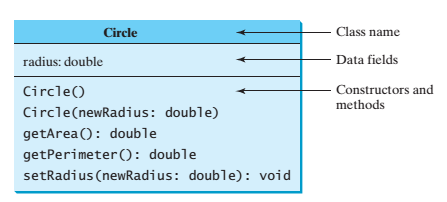 Circle
Class name
radius: double
Data fields
Circle()
Constructors and
methods
Circle(newRadius: double)
getArea(): double
getPerimeter(): double
setRadius(newRadius: double): void